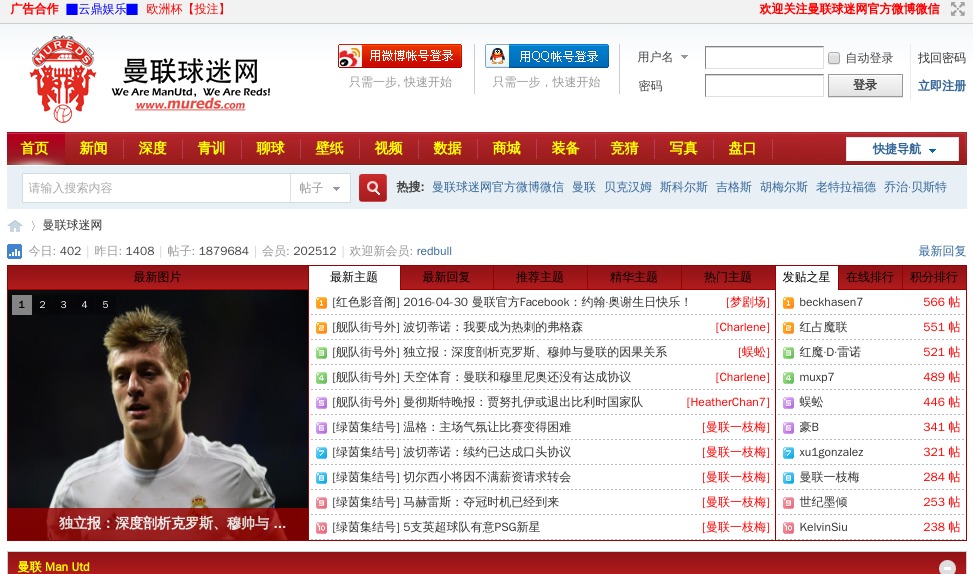 广告合作 █云鼎娱乐█ 欧洲杯【投注】 欢迎关注曼联球迷网官方微博微信
MUREDS
曼联球迷网
We Are ManUtd, We Are Reds!
www.mureds.com
用微博帐号登录
只需一步, 快速开始
用QQ帐号登录
只需一步，快速开始
用户名 自动登录 找回密码
密码 登录 立即注册
首页 新闻 深度 青训 聊球 壁纸 视频 数据 商城 装备 竞猜 写真 盘口 快捷导航
请输入搜索内容 帖子 热搜: 曼联球迷网官方微博微信 曼联 贝克汉姆 斯科尔斯 吉格斯 胡梅尔斯 老特拉福德 乔治·贝斯特
〉 曼联球迷网
今日: 402 | 昨日: 1408 | 帖子: 1879684 | 会员: 202512 | 欢迎新会员: redbull 最新回复
最新图片
1 2 3 4 5
独立报：深度剖析克罗斯、穆帅与 ...
最新主题 最新回复 推荐主题 精华主题 热门主题
1 [红色影音阁] 2016-04-30 曼联官方Facebook：约翰·奥谢生日快乐！ [梦剧场]
2 [舰队街号外] 波切蒂诺：我要成为热刺的弗格森 [Charlene]
3 [舰队街号外] 独立报：深度剖析克罗斯、穆帅与曼联的因果关系 [蜈蚣]
4 [舰队街号外] 天空体育：曼联和穆里尼奥还没有达成协议 [Charlene]
5 [舰队街号外] 曼彻斯特晚报：贾努扎伊或退出比利时国家队 [HeatherChan7]
6 [绿茵集结号] 温格：主场气氛让比赛变得困难 [曼联一枝梅]
7 [绿茵集结号] 波切蒂诺：续约已达成口头协议 [曼联一枝梅]
8 [绿茵集结号] 切尔西小将因不满薪资请求转会 [曼联一枝梅]
9 [绿茵集结号] 马赫雷斯：夺冠时机已经到来 [曼联一枝梅]
10 [绿茵集结号] 5支英超球队有意PSG新星 [曼联一枝梅]
发贴之星 在线排行 积分排行
1 beckhasen7 566 帖
2 红占魔联 551 帖
3 红魔·D·雷诺 521 帖
4 muxp7 489 帖
5 蜈蚣 446 帖
6 豪B 341 帖
7 xu1gonzalez 321 帖
8 曼联一枝梅 284 帖
9 世纪墨倾 253 帖
10 KelvinSiu 238 帖
曼联 Man Utd